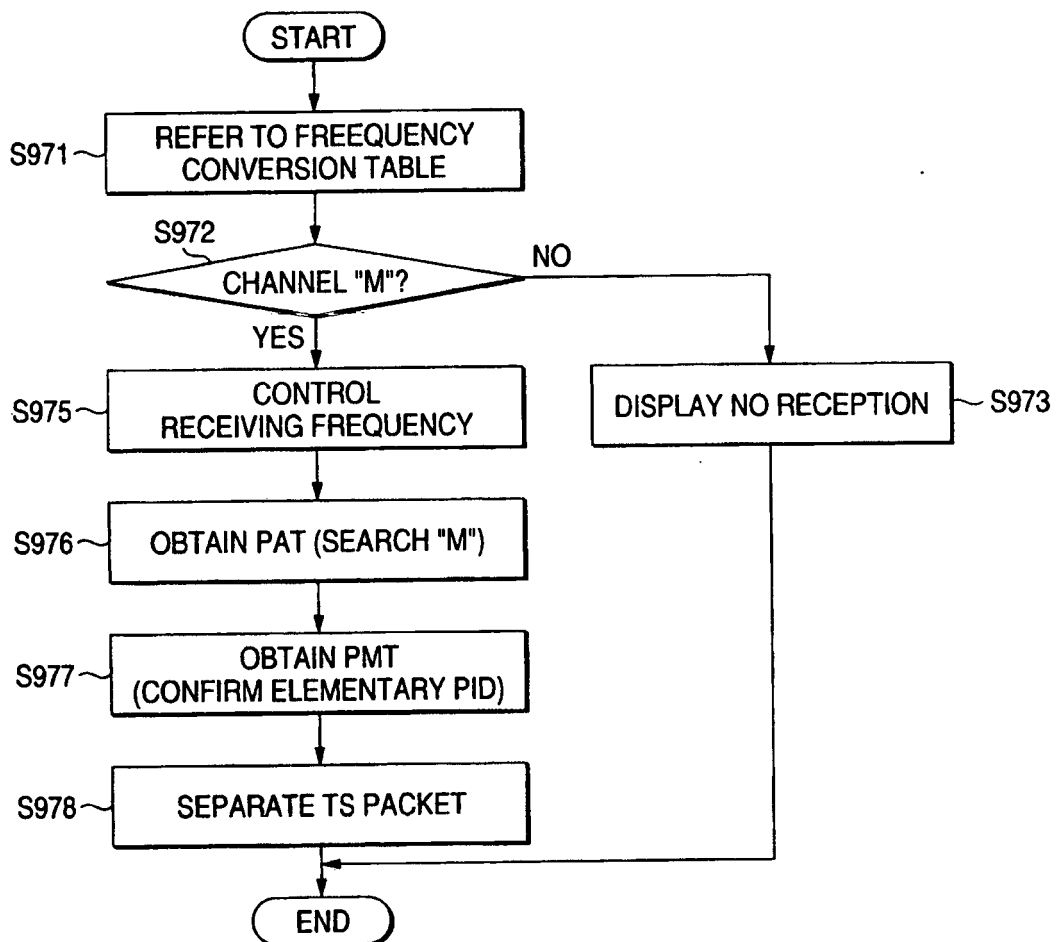 START
S971
REFER TO FREEQUENCY
CONVERSION TABLE
S972
CHANNEL "M"?
NO
YES
S975
CONTROL
RECEIVING FREQUENCY
DISPLAY NO RECEPTION
S973
S976
OBTAIN PAT (SEARCH "M")
S977
OBTAIN PMT
(CONFIRM ELEMENTARY PID)
S978
SEPARATE TS PACKET
END